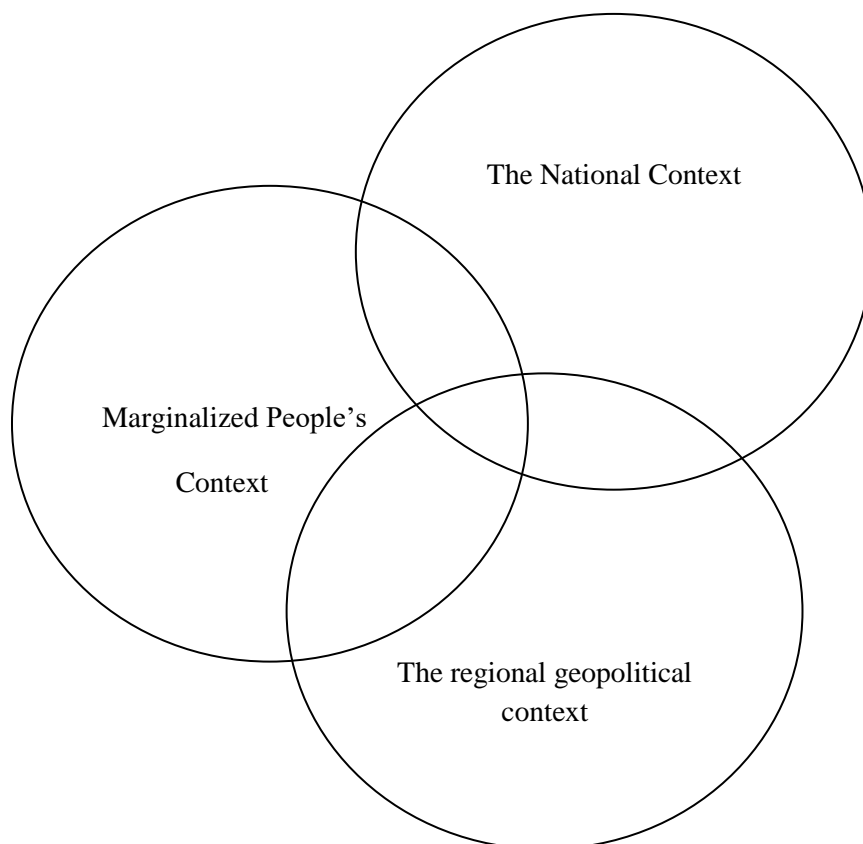 The National Context
Marginalized People’s
Context
The regional geopolitical
context